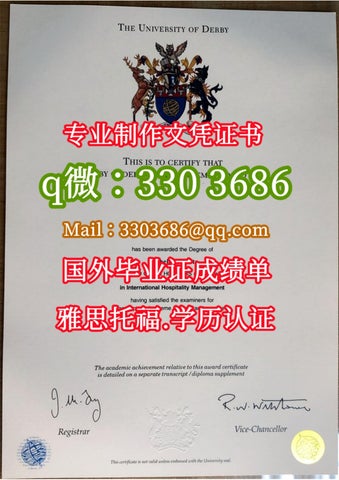 THE UNIVERSITY OF DERBY
专业制作文凭证书
THIS IS TO CERTIFY THAT
q微：330 3686
Mail：3303686@qq.com
has been awarded the Degree of
国外毕业证成绩单
in International Hospitality Management
having satisfied the examiners for
雅思托福.学历认证
The academic achievement relative to this award certificate
is detailed on a separate transcript / diploma supplement
Registrar
Vice-Chancellor
This certificate is not valid unless embossed with the University seal.